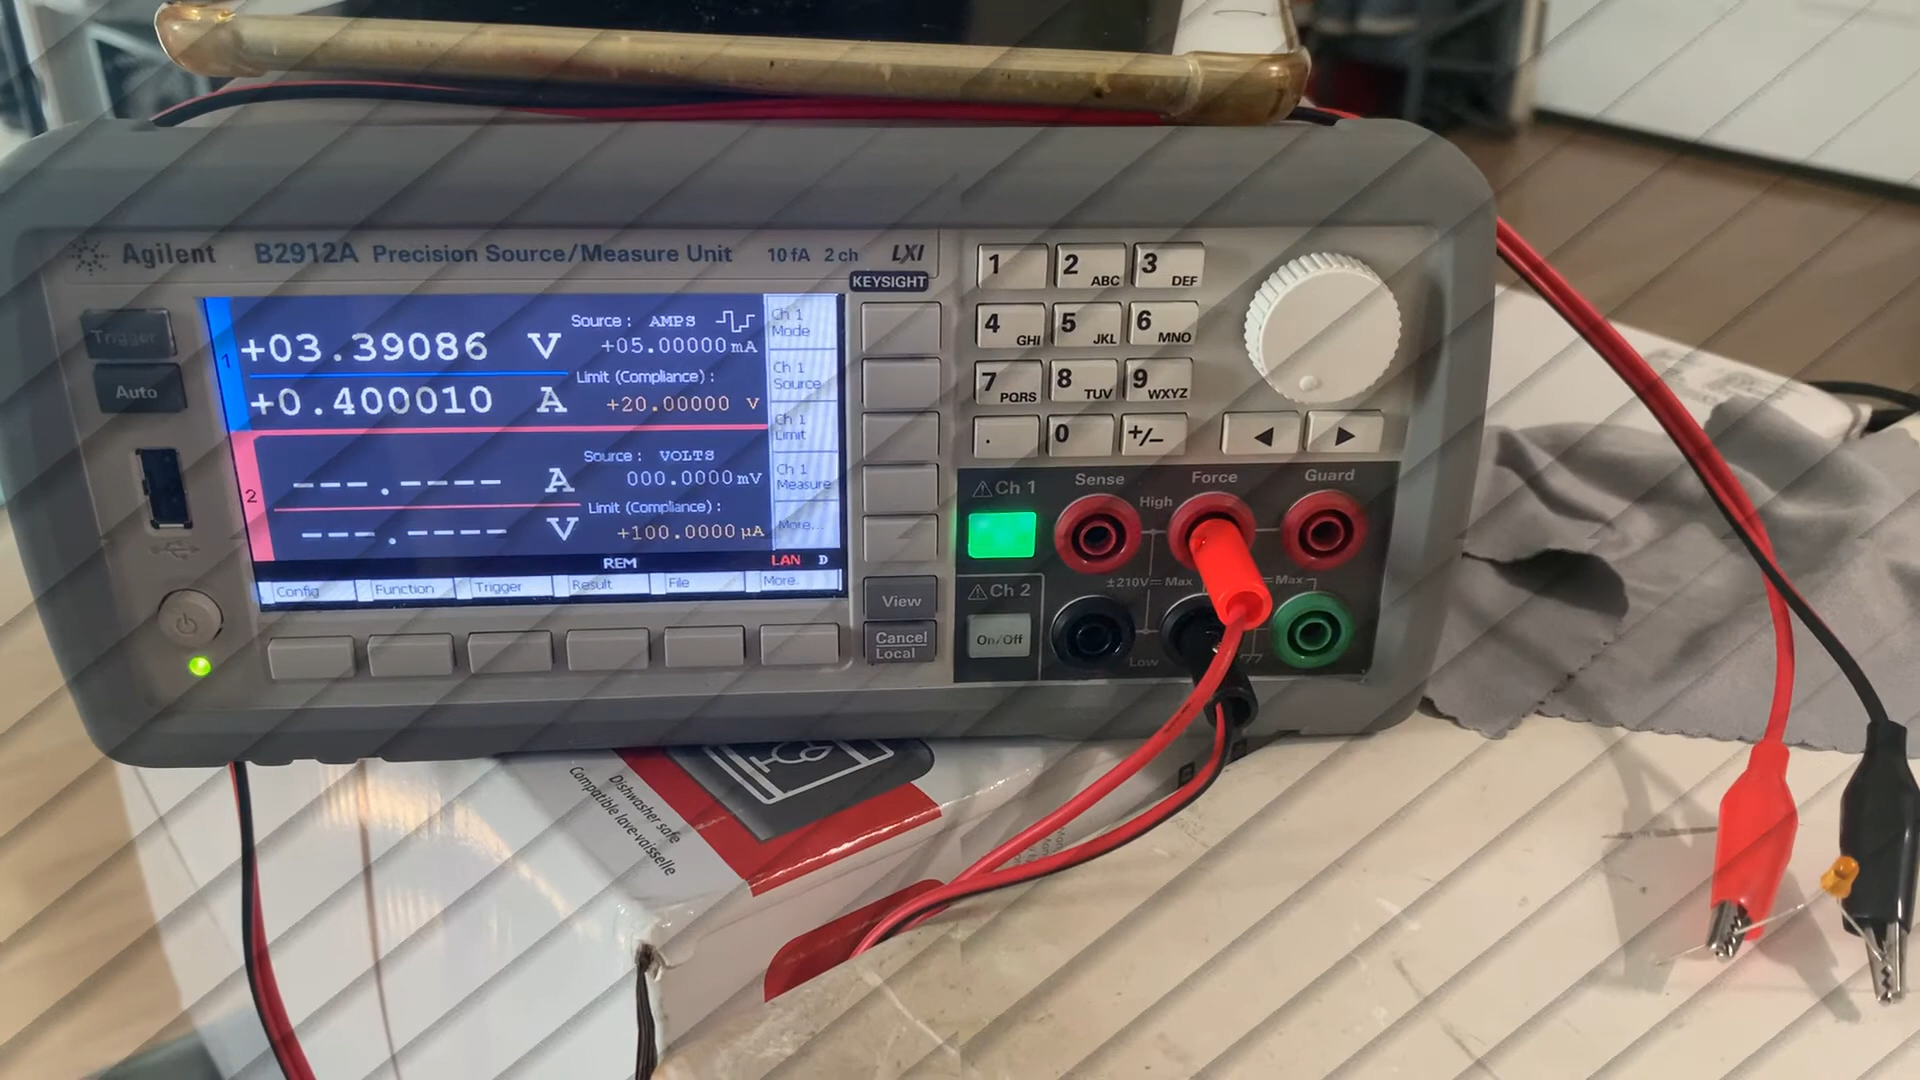 Agilent B2912A Precision Source/Measure Unit 10 fA 2 ch LXI
KEYSIGHT
Trigger
Auto
1
+03.39086 V
+0.400010 A
Source : AMPS
+05.00000 mA
Limit (Compliance) :
+20.00000 V
2
---.---- A
---.---- V
Source : VOLTS
000.0000 mV
Limit (Compliance) :
+100.0000 µA
Ch 1
Mode
Ch 1
Source
Ch 1
Limit
Ch 1
Measure
More...
REM LAN D
Config Function Trigger Result File More.
View
Cancel
Local
1 2 ABC 3 DEF
4 GHI 5 JKL 6 MNO
7 PQRS 8 TUV 9 WXYZ
. 0 +/-
◀ ▶
⚠ Ch 1
Sense Force Guard
High
±210V Max
Max
⚠ Ch 2
On/Off
Low
Dishwasher safe
Compatible lave-vaisselle